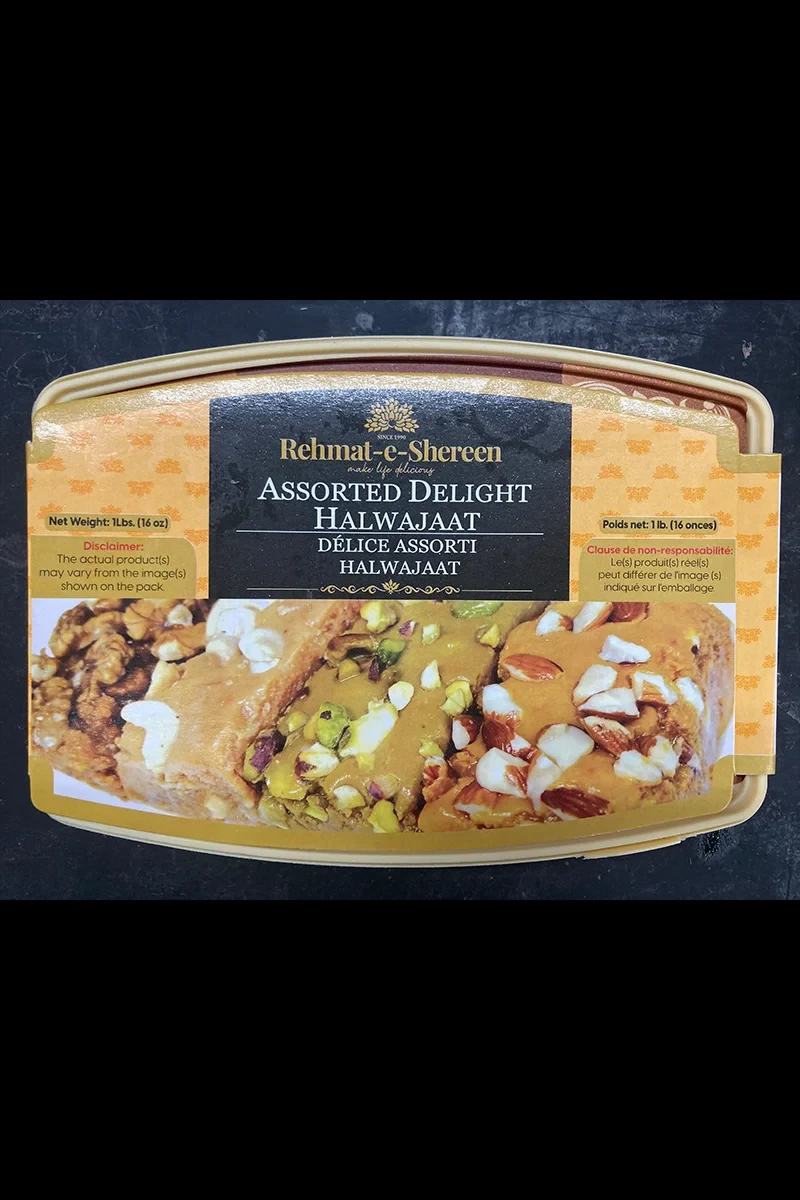 SINCE 1990
Rehmat-e-Shereen
make life delicious
ASSORTED DELIGHT
HALWAJAAT
DÉLICE ASSORTI
HALWAJAAT
Net Weight: 1Lbs. (16 oz)
Disclaimer:
The actual product(s)
may vary from the image(s)
shown on the pack.
Poids net: 1 lb. (16 onces)
Clause de non-responsabilité:
Le(s) produit(s) réel(s)
peut différer de l'image (s)
indiqué sur l'emballage